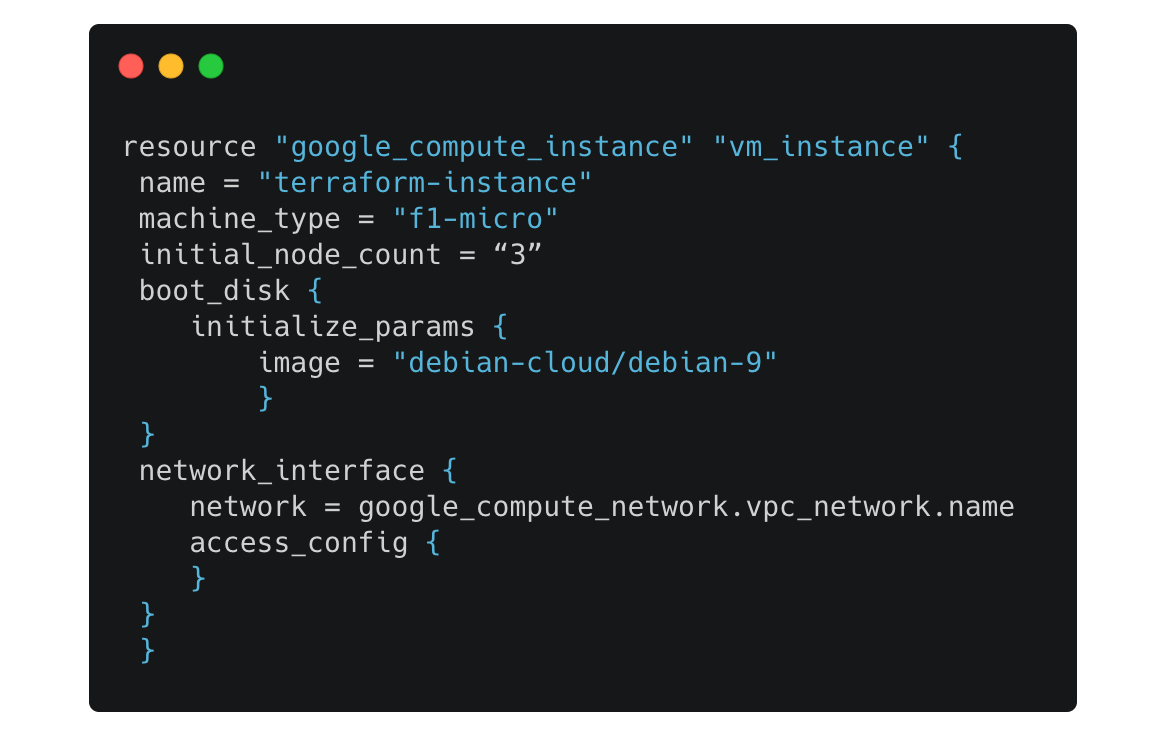 resource "google_compute_instance" "vm_instance" {
 name = "terraform-instance"
 machine_type = "f1-micro"
 initial_node_count = “3”
 boot_disk {
    initialize_params {
        image = "debian-cloud/debian-9"
        }
 }
 network_interface {
    network = google_compute_network.vpc_network.name
    access_config {
    }
 }
 }